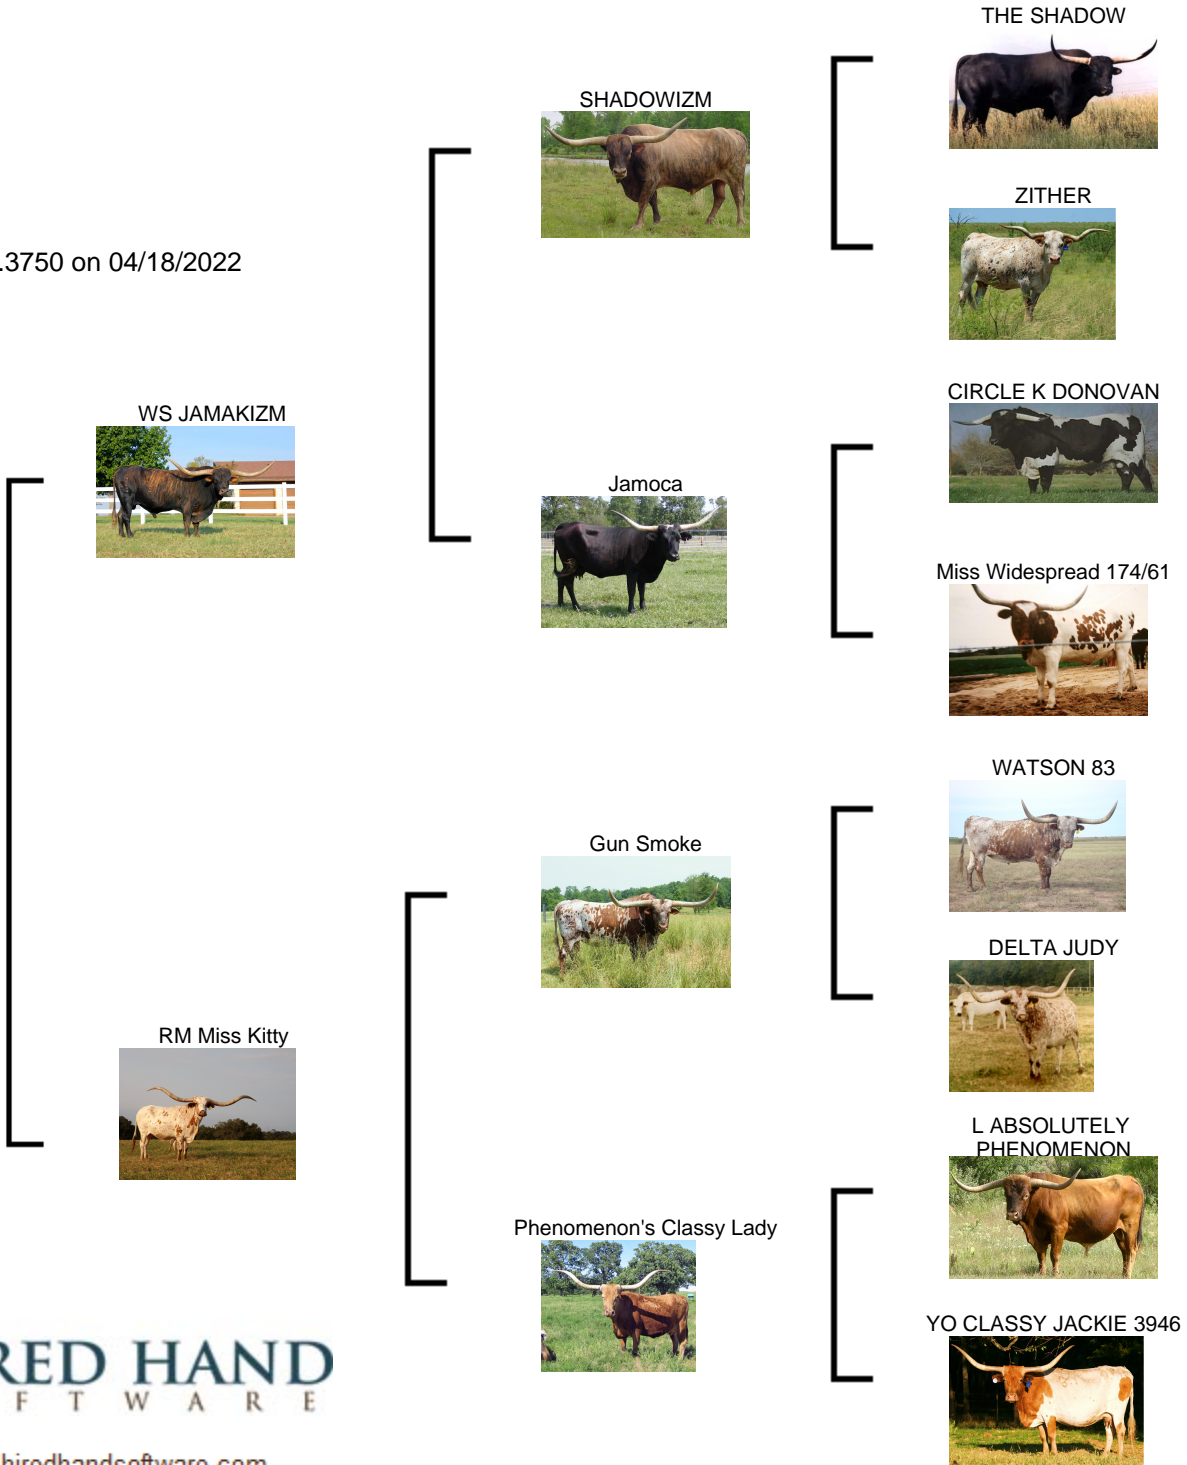 THE SHADOW
SHADOWIZM
ZITHER
.3750 on 04/18/2022
CIRCLE K DONOVAN
WS JAMAKIZM
Jamoca
Miss Widespread 174/61
WATSON 83
Gun Smoke
DELTA JUDY
RM Miss Kitty
L ABSOLUTELY
PHENOMENON
Phenomenon's Classy Lady
YO CLASSY JACKIE 3946
RED HAND
F T W A R E
hiredhandsoftware.com